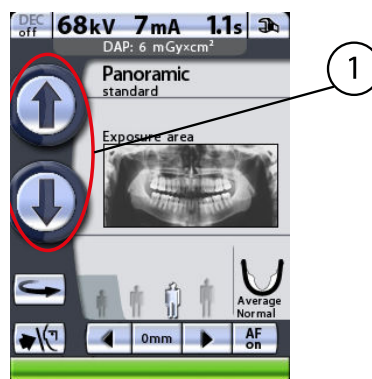 DEC off 68kV 7mA 1.1s
DAP: 6 mGy×cm²
Panoramic
standard
1
Exposure area
Average
Normal
0mm AF on